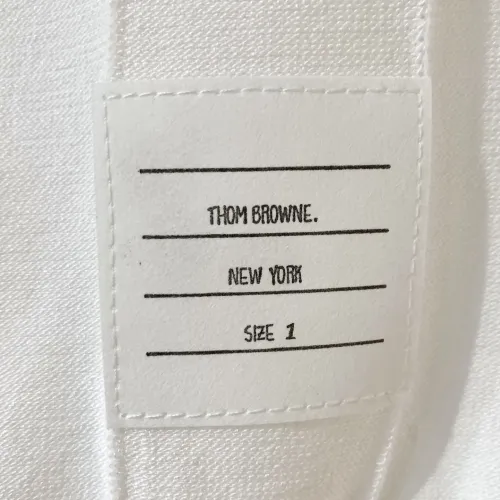 THOM BROWNE.
NEW YORK
SIZE 1